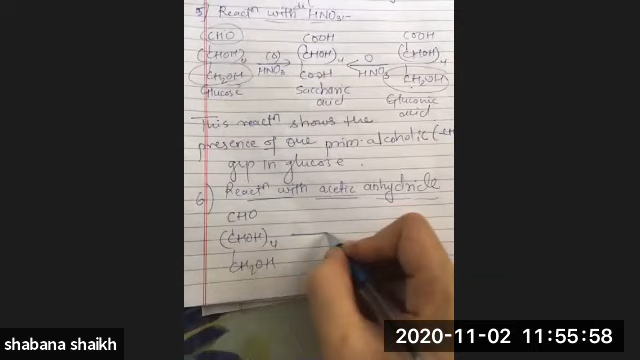 5) Reactn with dil HNO3:-
CHO COOH COOH
(CHOH)4 (O) (CHOH)4 O (CHOH)4
HNO3 HNO3
CH2OH COOH CH2OH
Glucose Saccharic acid Gluconic acid
This reactn shows the
presence of one prim. alcoholic
grp in glucose.
6) Reactn with acetic anhydride
CHO
(CHOH)4
CH2OH
shabana shaikh
2020-11-02 11:55:58